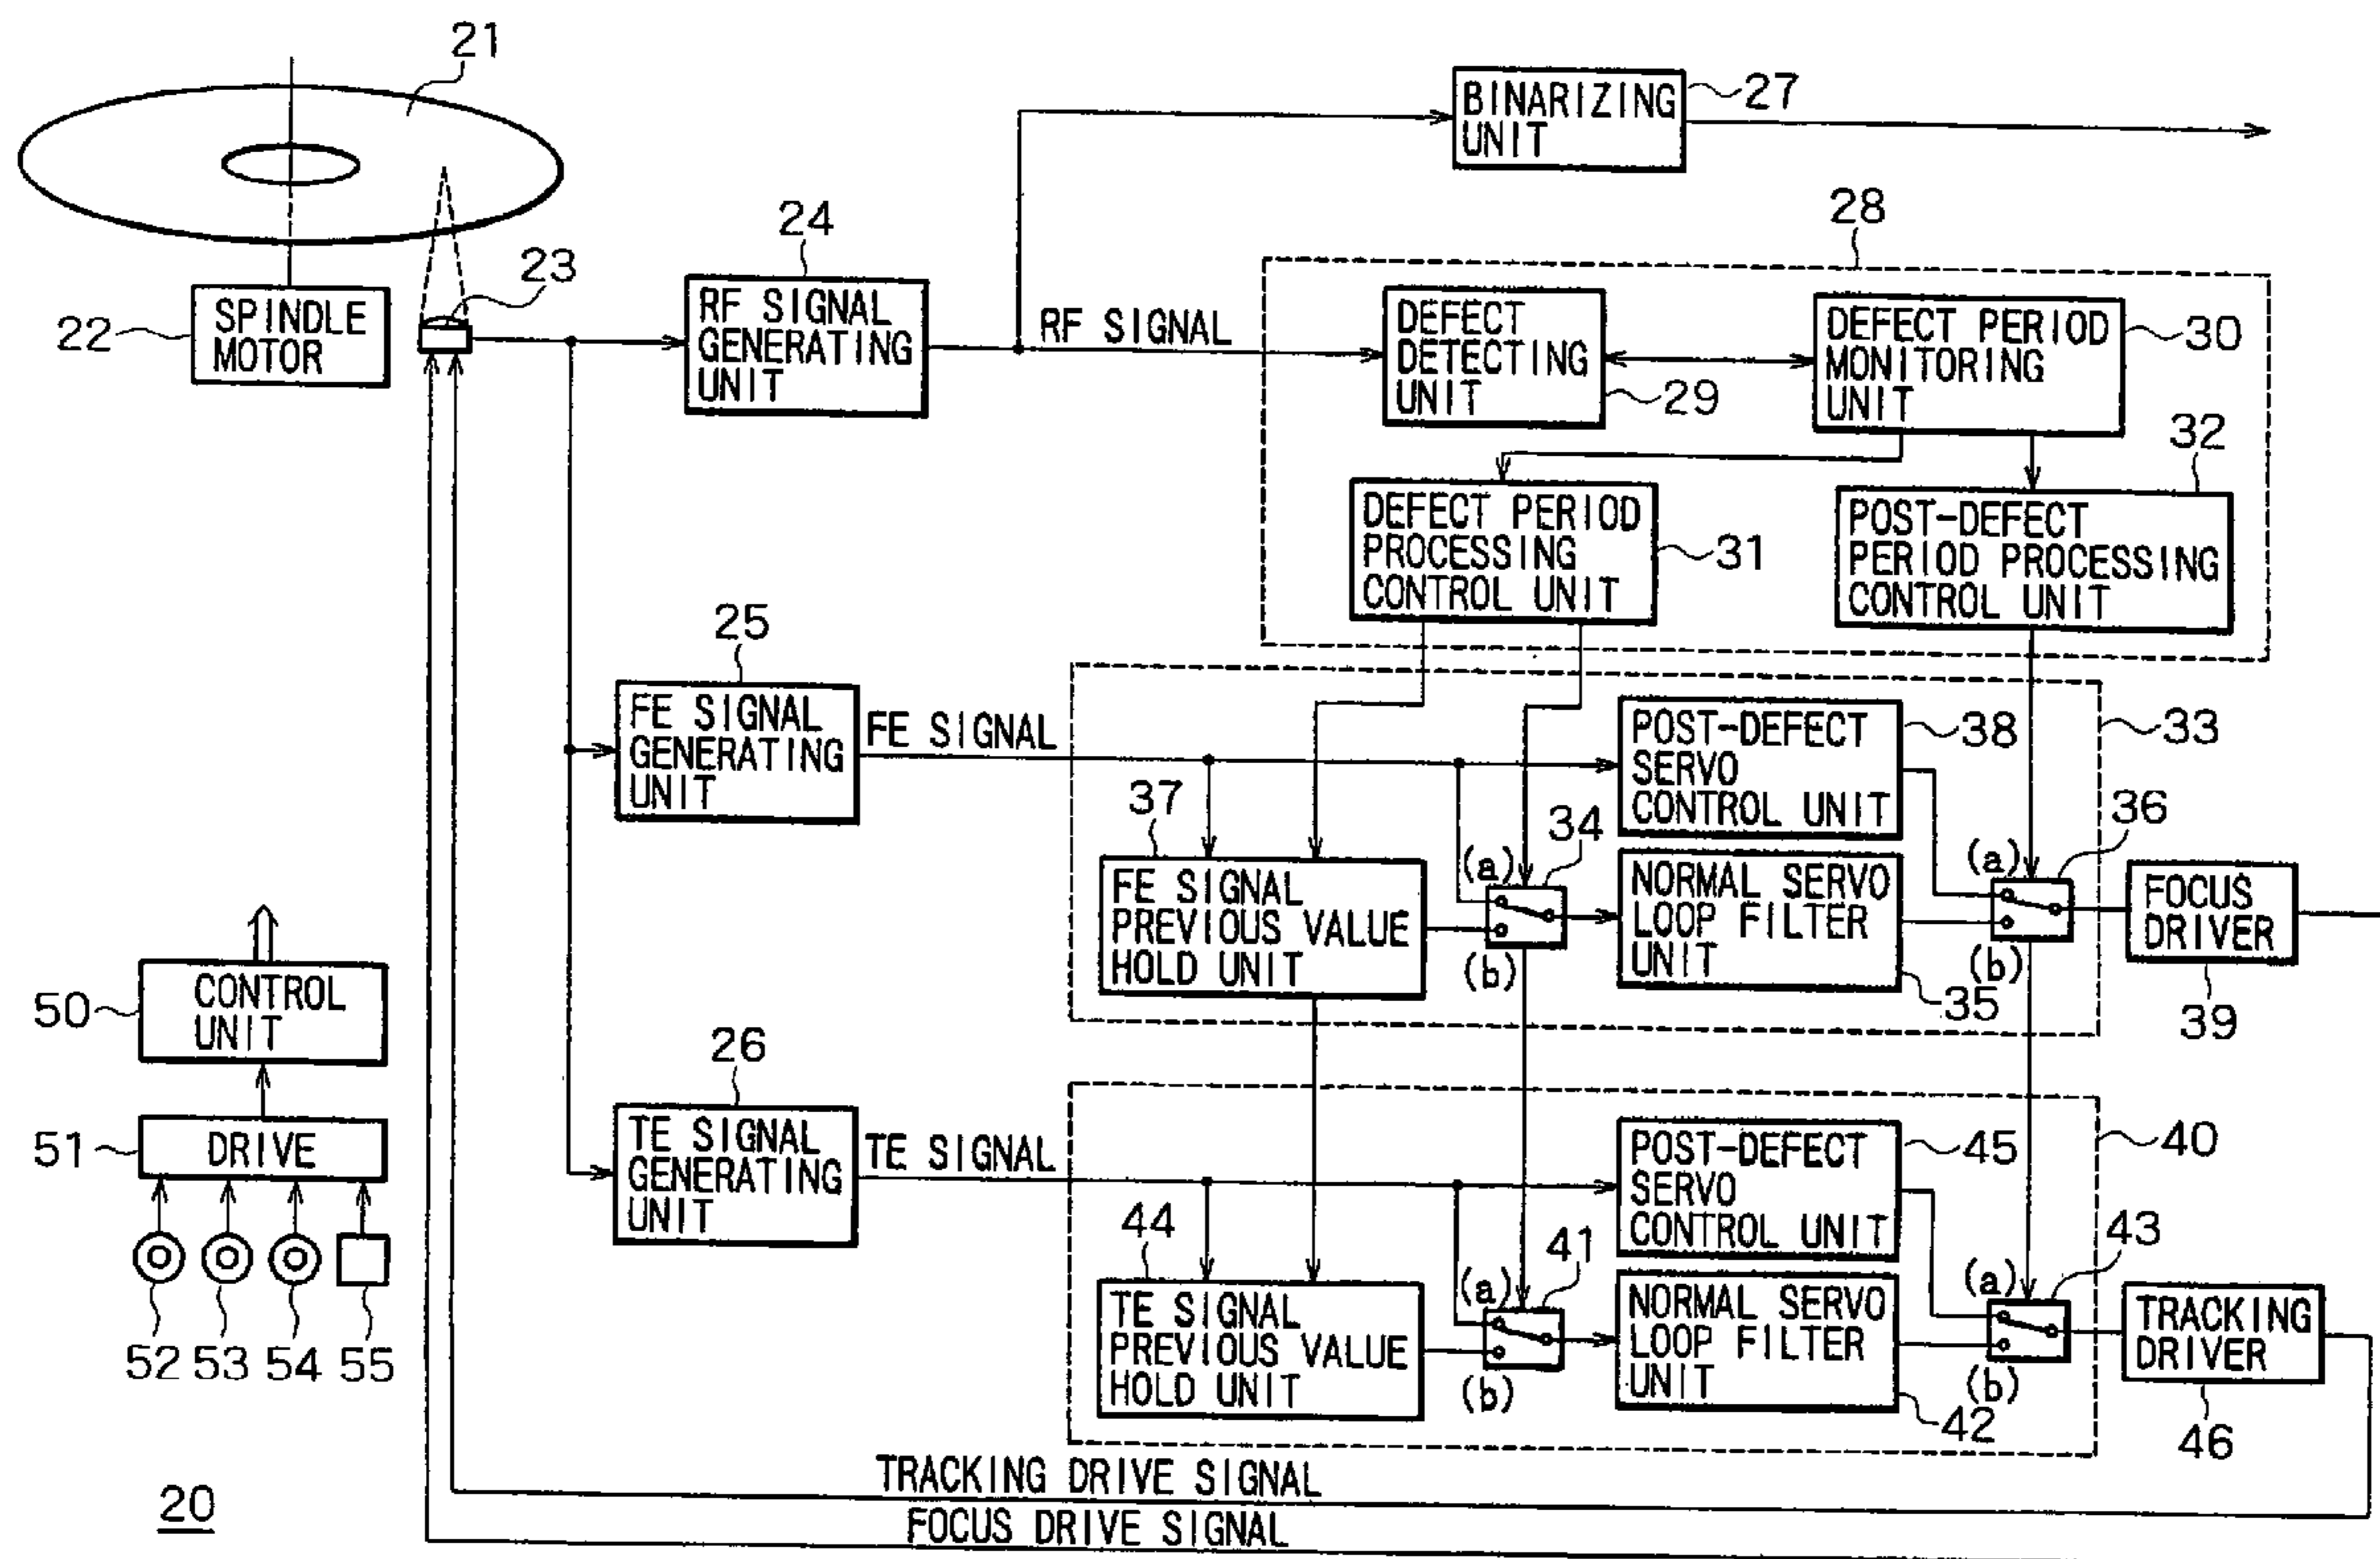 21
BINARIZING
UNIT
27
28
24
23
SPINDLE
MOTOR
22
RF SIGNAL
GENERATING
UNIT
RF SIGNAL
DEFECT
DETECTING
UNIT
29
DEFECT PERIOD
MONITORING
UNIT
30
32
DEFECT PERIOD
PROCESSING
CONTROL UNIT
31
POST-DEFECT
PERIOD PROCESSING
CONTROL UNIT
25
FE SIGNAL
GENERATING
UNIT
FE SIGNAL
POST-DEFECT
SERVO
CONTROL UNIT
38
33
37
34
36
(a)
(a)
FE SIGNAL
PREVIOUS VALUE
HOLD UNIT
NORMAL SERVO
LOOP FILTER
UNIT
FOCUS
DRIVER
(b)
(b)
35
39
CONTROL
UNIT
50
26
DRIVE
51
TE SIGNAL
GENERATING
UNIT
TE SIGNAL
POST-DEFECT
SERVO
CONTROL UNIT
45
40
44
41
43
(a)
(a)
TE SIGNAL
PREVIOUS VALUE
HOLD UNIT
NORMAL SERVO
LOOP FILTER
UNIT
TRACKING
DRIVER
(b)
(b)
42
46
52
53
54
55
TRACKING DRIVE SIGNAL
FOCUS DRIVE SIGNAL
20